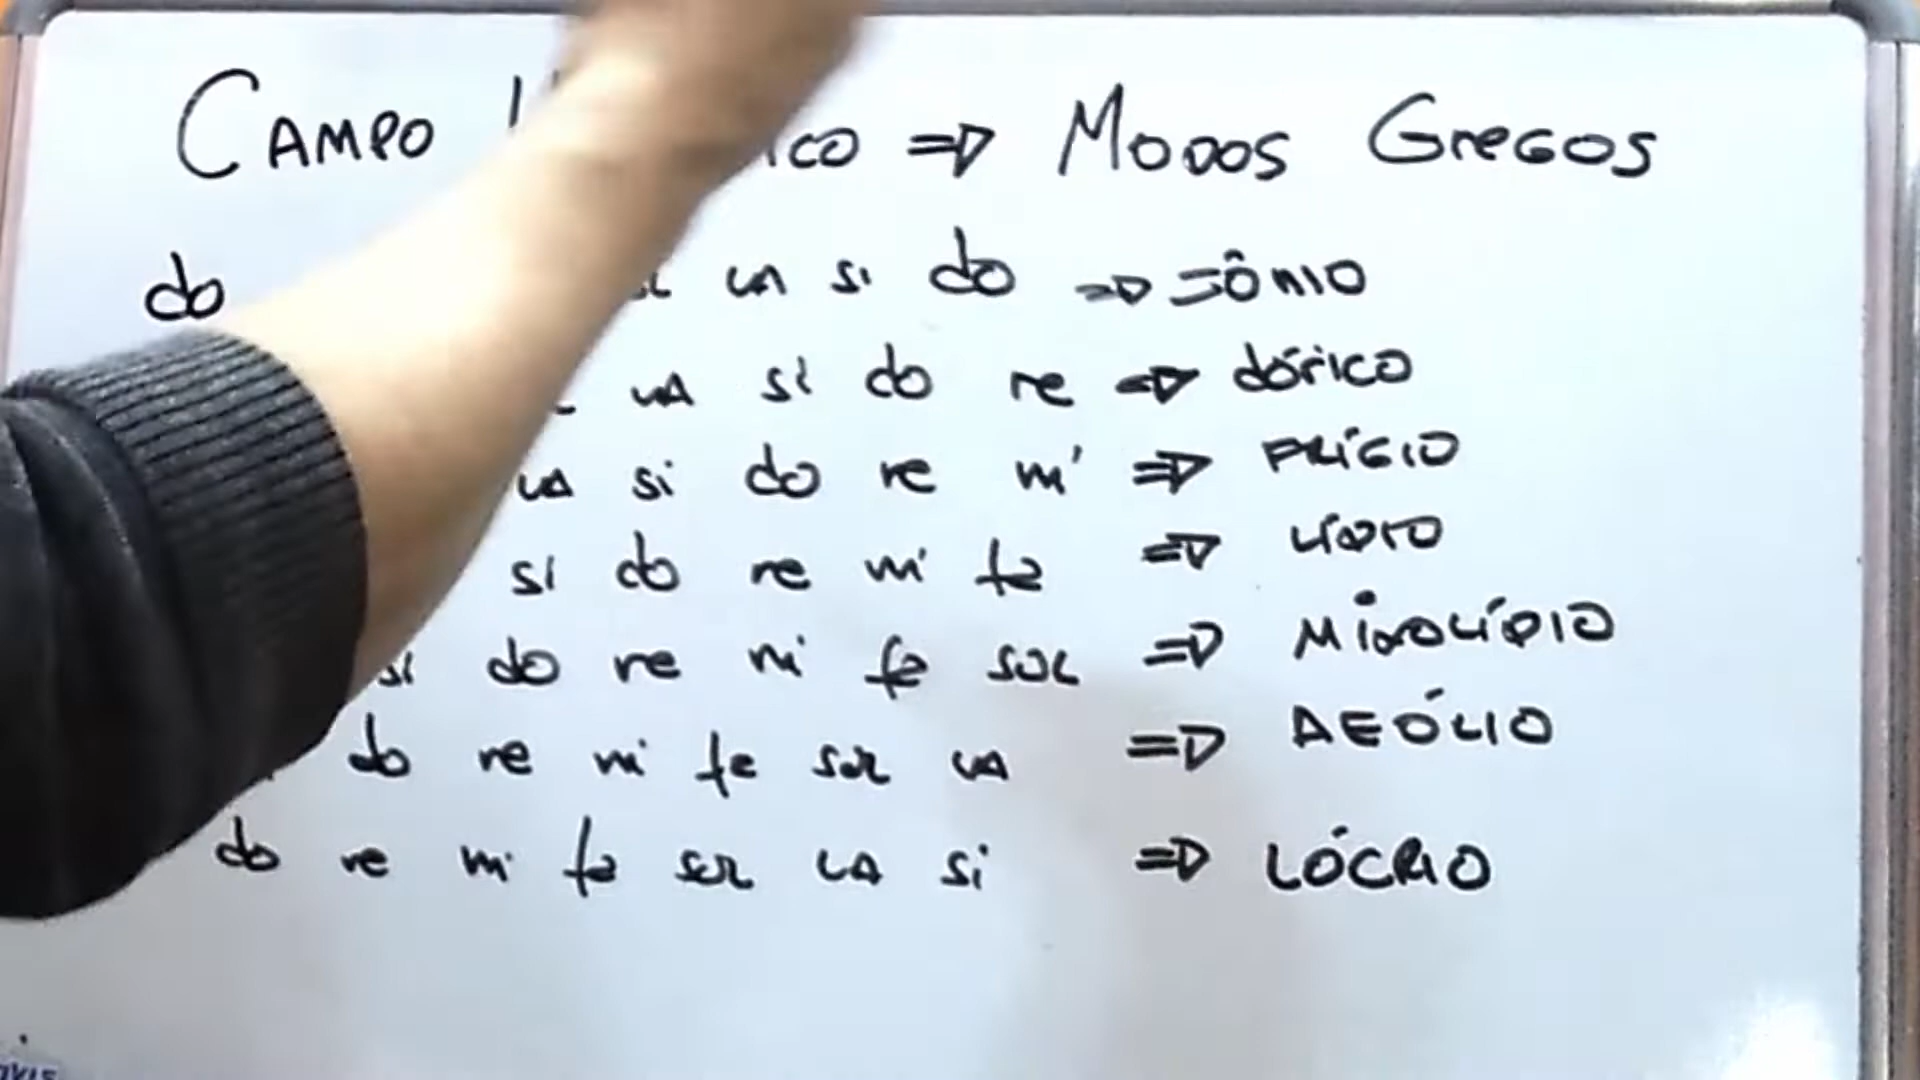 CAMPO ICO => MODOS GREGOS
do LA si do => JÔNIO
LA si do re => dÓrico
LA si do re mi => FRÍGIO
si do re mi fa => LÍDIO
si do re mi fa SOL => MIXOLÍDIO
do re mi fa SOL LA => AEÓLIO
do re mi fa SOL LA si => LÓCRIO